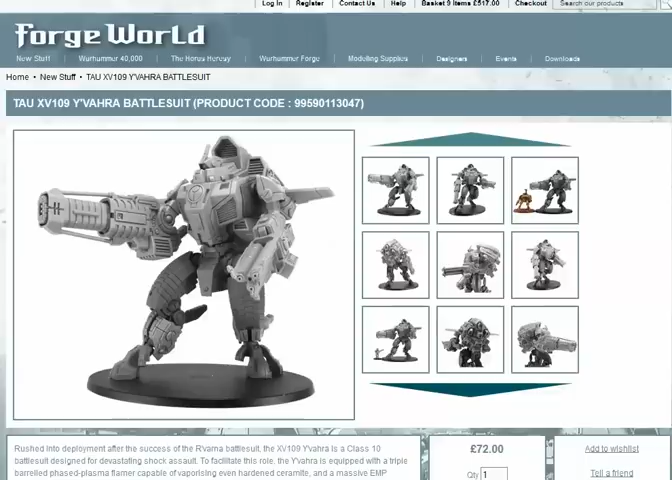 Log In | Register | Contact Us | Help | Basket 9 Items £517.00 | Checkout | Search our products
Forge World
New Stuff | Warhammer 40,000 | The Horus Heresy | Warhammer Forge | Modelling Supplies | Designers | Events | Downloads
Home • New Stuff • TAU XV109 Y'VAHRA BATTLESUIT
TAU XV109 Y'VAHRA BATTLESUIT (PRODUCT CODE : 99590113047)
Rushed into deployment after the success of the R'varna battlesuit, the XV109 Y'vahra is a Class 10
battlesuit designed for devastating shock assault. To facilitate this role, the Y'vahra is equipped with a triple
barrelled phased-plasma flamer capable of vaporising even hardened ceramite, and a massive EMP
£72.00
Qty 1
Add to wishlist
Tell a friend